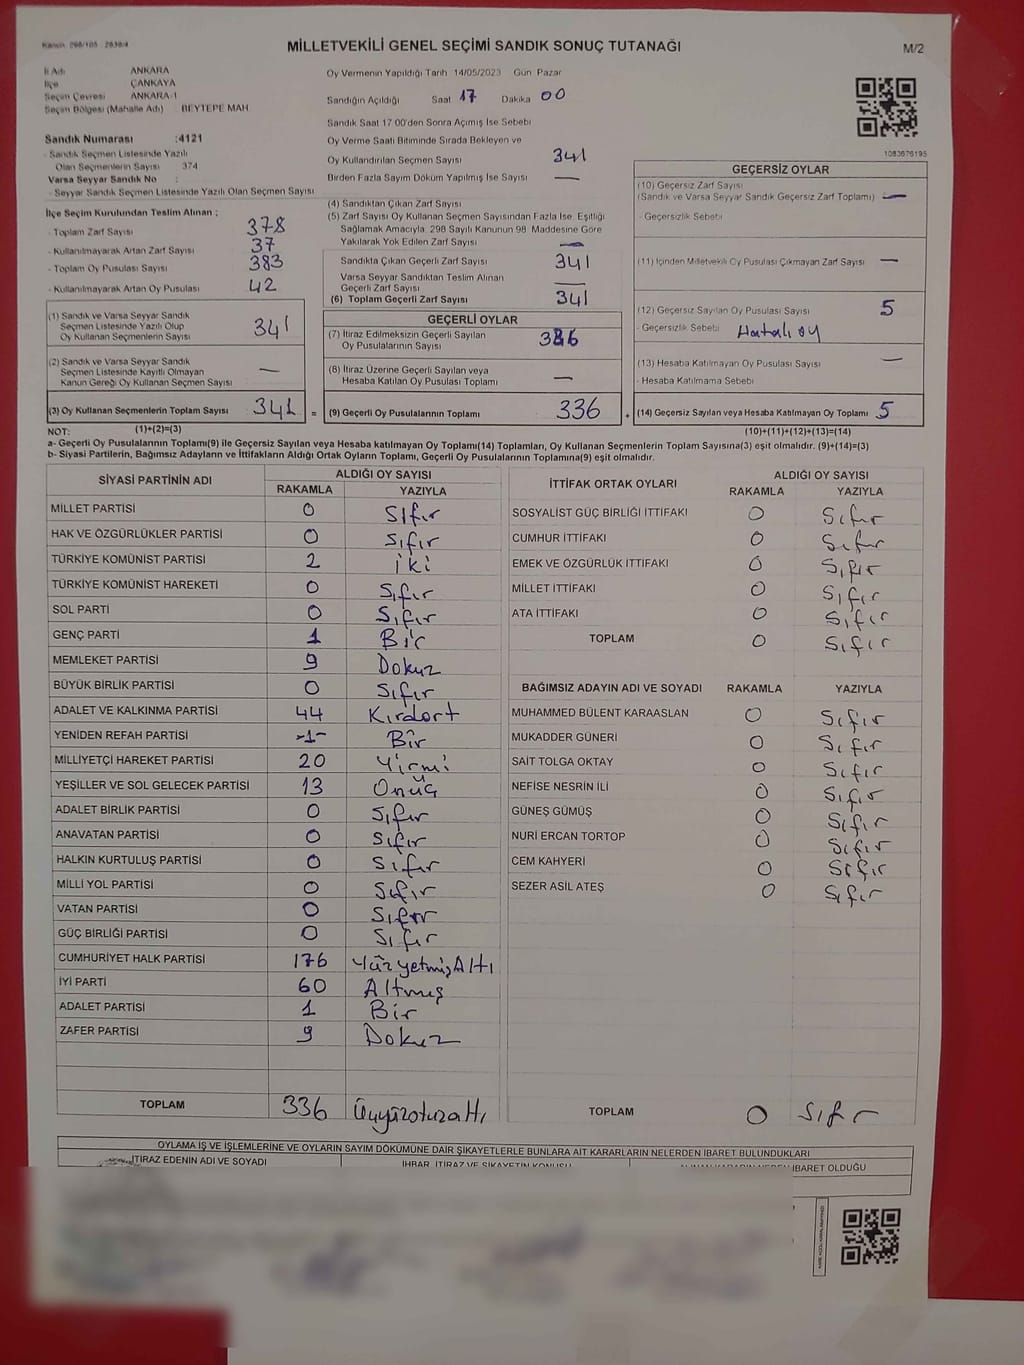 Kanun 298/105 - 2839/4
MİLLETVEKİLİ GENEL SEÇİMİ SANDIK SONUÇ TUTANAĞI
M/2
İl Adı ANKARA
İlçe ÇANKAYA
Seçim Çevresi ANKARA-1
Seçim Bölgesi (Mahalle Adı) BEYTEPE MAH
Oy Vermenin Yapıldığı Tarih 14/05/2023 Gün Pazar
Sandığın Açıldığı Saat 17 Dakika 00
Sandık Saat 17.00'den Sonra Açımış İse Sebebi
Oy Verme Saati Bitiminde Sırada Bekleyen ve
Oy Kullandırılan Seçmen Sayısı 341
Birden Fazla Sayım Döküm Yapılmış İse Sayısı —
Sandık Numarası :4121
- Sandık Seçmen Listesinde Yazılı
Olan Seçmenlerin Sayısı 374
Varsa Seyyar Sandık No :
- Seyyar Sandık Seçmen Listesinde Yazılı Olan Seçmen Sayısı
1083676195
İlçe Seçim Kurulundan Teslim Alınan ;
- Toplam Zarf Sayısı 378
- Kullanılmayarak Artan Zarf Sayısı 37
- Toplam Oy Pusulası Sayısı 383
- Kullanılmayarak Artan Oy Pusulası 42
(1) Sandık ve Varsa Seyyar Sandık
Seçmen Listesinde Yazılı Olup
Oy Kullanan Seçmenlerin Sayısı 341
(2) Sandık ve Varsa Seyyar Sandık
Seçmen Listesinde Kayıtlı Olmayan
Kanun Gereği Oy Kullanan Seçmen Sayısı —
(3) Oy Kullanan Seçmenlerin Toplam Sayısı 341 =
(4) Sandıktan Çıkan Zarf Sayısı
(5) Zarf Sayısı Oy Kullanan Seçmen Sayısından Fazla İse, Eşitliği
Sağlamak Amacıyla, 298 Sayılı Kanunun 98. Maddesine Göre
Yakılarak Yok Edilen Zarf Sayısı —
Sandıkta Çıkan Geçerli Zarf Sayısı 341
Varsa Seyyar Sandıktan Teslim Alınan
Geçerli Zarf Sayısı —
(6) Toplam Geçerli Zarf Sayısı 341
GEÇERLİ OYLAR
(7) İtiraz Edilmeksizin Geçerli Sayılan
Oy Pusulalarının Sayısı 336
(8) İtiraz Üzerine Geçerli Sayılan veya
Hesaba Katılan Oy Pusulası Toplamı —
(9) Geçerli Oy Pusulalarının Toplamı 336
GEÇERSİZ OYLAR
(10) Geçersiz Zarf Sayısı
(Sandık ve Varsa Seyyar Sandık Geçersiz Zarf Toplamı) —
- Geçersizlik Sebebi
(11) İçinden Milletvekili Oy Pusulası Çıkmayan Zarf Sayısı —
(12) Geçersiz Sayılan Oy Pusulası Sayısı 5
- Geçersizlik Sebebi Hatalı oy
(13) Hesaba Katılmayan Oy Pusulası Sayısı —
- Hesaba Katılmama Sebebi
(14) Geçersiz Sayılan veya Hesaba Katılmayan Oy Toplamı 5
NOT: (1)+(2)=(3) (10)+(11)+(12)+(13)=(14)
a- Geçerli Oy Pusulalarının Toplamı(9) ile Geçersiz Sayılan veya Hesaba katılmayan Oy Toplamı(14) Toplamları, Oy Kullanan Seçmenlerin Toplam Sayısına(3) eşit olmalıdır. (9)+(14)=(3)
b- Siyasi Partilerin, Bağımsız Adayların ve İttifakların Aldığı Ortak Oyların Toplamı, Geçerli Oy Pusulalarının Toplamına(9) eşit olmalıdır.
SİYASİ PARTİNİN ADI ALDIĞI OY SAYISI
RAKAMLA YAZIYLA
MİLLET PARTİSİ 0 Sıfır
HAK VE ÖZGÜRLÜKLER PARTİSİ 0 Sıfır
TÜRKİYE KOMÜNİST PARTİSİ 2 iki
TÜRKİYE KOMÜNİST HAREKETİ 0 Sıfır
SOL PARTİ 0 Sıfır
GENÇ PARTİ 1 Bir
MEMLEKET PARTİSİ 9 Dokuz
BÜYÜK BİRLİK PARTİSİ 0 Sıfır
ADALET VE KALKINMA PARTİSİ 44 Kırdört
YENİDEN REFAH PARTİSİ -1- Bir
MİLLİYETÇİ HAREKET PARTİSİ 20 Yirmi
YEŞİLLER VE SOL GELECEK PARTİSİ 13 Onüç
ADALET BİRLİK PARTİSİ 0 Sıfır
ANAVATAN PARTİSİ 0 Sıfır
HALKIN KURTULUŞ PARTİSİ 0 Sıfır
MİLLİ YOL PARTİSİ 0 Sıfır
VATAN PARTİSİ 0 Sıfır
GÜÇ BİRLİĞİ PARTİSİ 0 Sıfır
CUMHURİYET HALK PARTİSİ 176 YüzyetmişAltı
İYİ PARTİ 60 Altmış
ADALET PARTİSİ 1 Bir
ZAFER PARTİSİ 9 Dokuz
TOPLAM 336 Üçyüzotuzaltı
İTTİFAK ORTAK OYLARI ALDIĞI OY SAYISI
RAKAMLA YAZIYLA
SOSYALİST GÜÇ BİRLİĞİ İTTİFAKI 0 Sıfır
CUMHUR İTTİFAKI 0 Sıfır
EMEK VE ÖZGÜRLÜK İTTİFAKI 0 Sıfır
MİLLET İTTİFAKI 0 Sıfır
ATA İTTİFAKI 0 Sıfır
TOPLAM 0 Sıfır
BAĞIMSIZ ADAYIN ADI VE SOYADI RAKAMLA YAZIYLA
MUHAMMED BÜLENT KARAASLAN 0 Sıfır
MUKADDER GÜNERİ 0 Sıfır
SAİT TOLGA OKTAY 0 Sıfır
NEFİSE NESRİN İLİ 0 Sıfır
GÜNEŞ GÜMÜŞ 0 Sıfır
NURİ ERCAN TORTOP 0 Sıfır
CEM KAHYERİ 0 Sıfır
SEZER ASİL ATEŞ 0 Sıfır
TOPLAM 0 Sıfır
OYLAMA İŞ VE İŞLEMLERİNE VE OYLARIN SAYIM DÖKÜMÜNE DAİR ŞİKAYETLERLE BUNLARA AİT KARARLARIN NELERDEN İBARET BULUNDUKLARI
İTİRAZ EDENİN ADI VE SOYADI İHBAR, İTİRAZ VE ŞİKAYETİN KONUSU ALINAN KARARIN NEDEN İBARET OLDUĞU